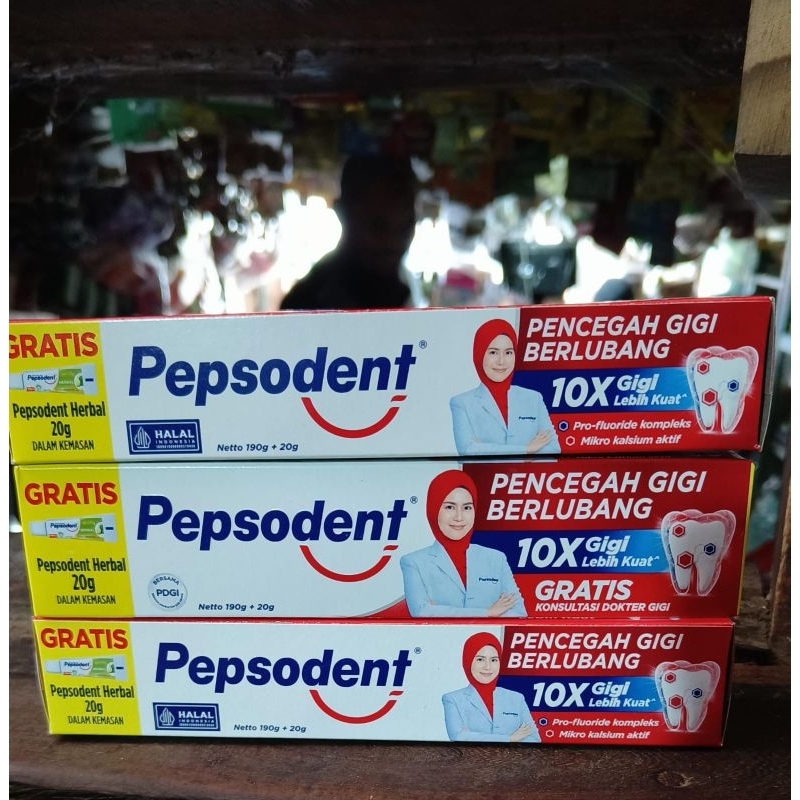 GRATIS
Pepsodent Herbal
20g
DALAM KEMASAN
Pepsodent®
HALAL
INDONESIA
Netto 190g + 20g
PENCEGAH GIGI
BERLUBANG
10X Gigi
Lebih Kuat^
Pro-fluoride kompleks
Mikro kalsium aktif
GRATIS
Pepsodent
Pepsodent Herbal
20g
DALAM KEMASAN
Pepsodent®
BERSAMA
PDGI
Netto 190g + 20g
PENCEGAH GIGI
BERLUBANG
10X Gigi
Lebih Kuat^
GRATIS
KONSULTASI DOKTER GIGI
GRATIS
Pepsodent Herbal
20g
DALAM KEMASAN
Pepsodent®
HALAL
INDONESIA
Netto 190g + 20g
PENCEGAH GIGI
BERLUBANG
10X Gigi
Lebih Kuat^
Pro-fluoride kompleks
Mikro kalsium aktif